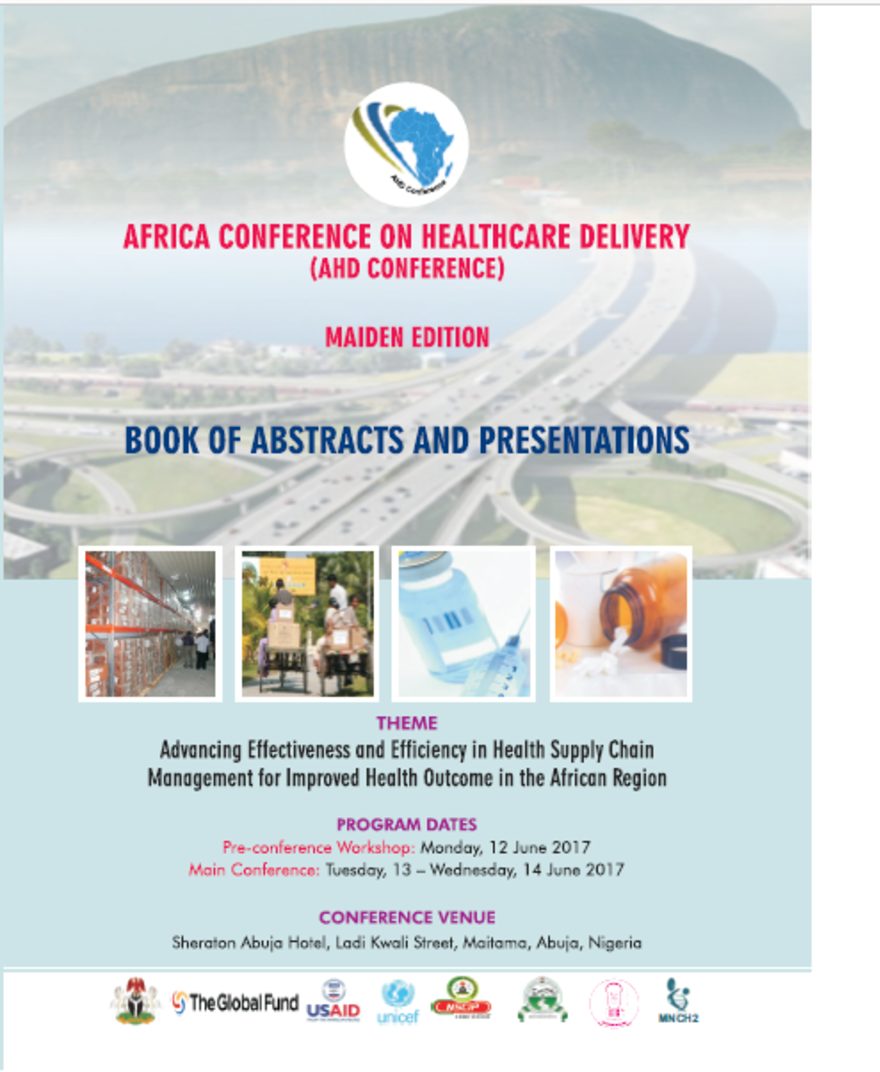 AHD Conference
AFRICA CONFERENCE ON HEALTHCARE DELIVERY
(AHD CONFERENCE)
MAIDEN EDITION
BOOK OF ABSTRACTS AND PRESENTATIONS
THEME
Advancing Effectiveness and Efficiency in Health Supply Chain
Management for Improved Health Outcome in the African Region
PROGRAM DATES
Pre-conference Workshop: Monday, 12 June 2017
Main Conference: Tuesday, 13 – Wednesday, 14 June 2017
CONFERENCE VENUE
Sheraton Abuja Hotel, Ladi Kwali Street, Maitama, Abuja, Nigeria
The Global Fund
USAID
unicef
MNCH2